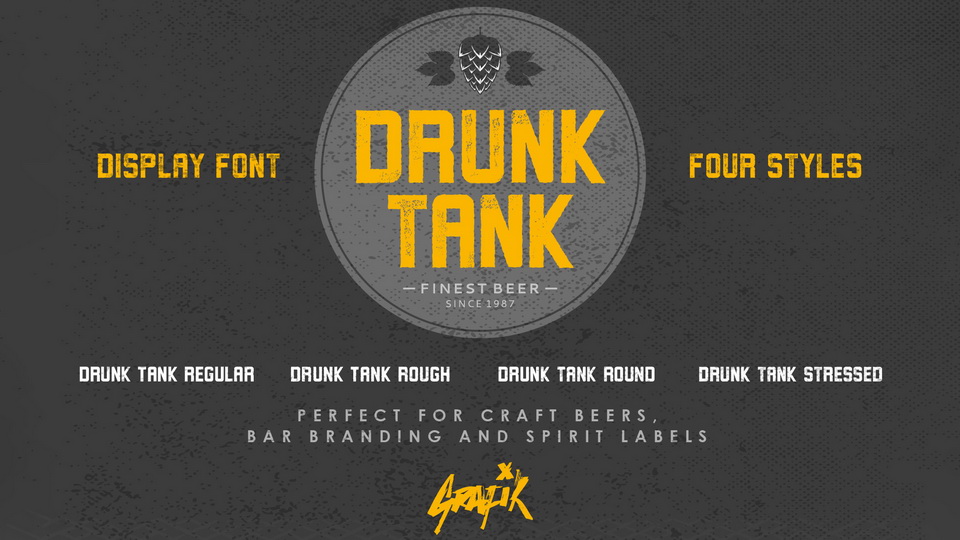 DRUNK
TANK
— FINEST BEER —
SINCE 1987
DISPLAY FONT
FOUR STYLES
DRUNK TANK REGULAR
DRUNK TANK ROUGH
DRUNK TANK ROUND
DRUNK TANK STRESSED
PERFECT FOR CRAFT BEERS,
BAR BRANDING AND SPIRIT LABELS
GRAFIK